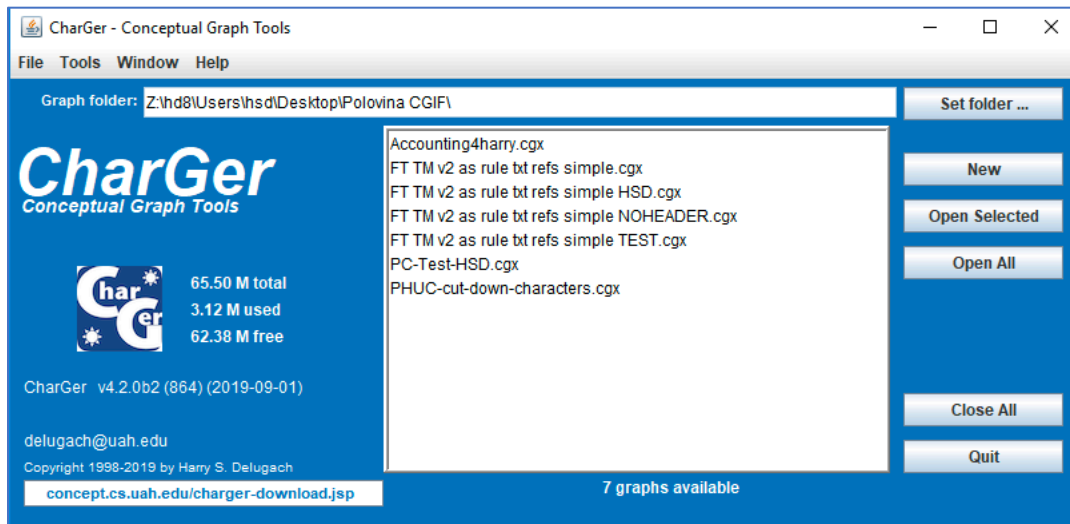 CharGer - Conceptual Graph Tools
File Tools Window Help
Graph folder: Z:\hd8\Users\hsd\Desktop\Polovina CGIF\
Set folder ...
CharGer
Conceptual Graph Tools
Char
Ger
65.50 M total
3.12 M used
62.38 M free
CharGer v4.2.0b2 (864) (2019-09-01)
delugach@uah.edu
Copyright 1998-2019 by Harry S. Delugach
concept.cs.uah.edu/charger-download.jsp
Accounting4harry.cgx
FT TM v2 as rule txt refs simple.cgx
FT TM v2 as rule txt refs simple HSD.cgx
FT TM v2 as rule txt refs simple NOHEADER.cgx
FT TM v2 as rule txt refs simple TEST.cgx
PC-Test-HSD.cgx
PHUC-cut-down-characters.cgx
7 graphs available
New
Open Selected
Open All
Close All
Quit